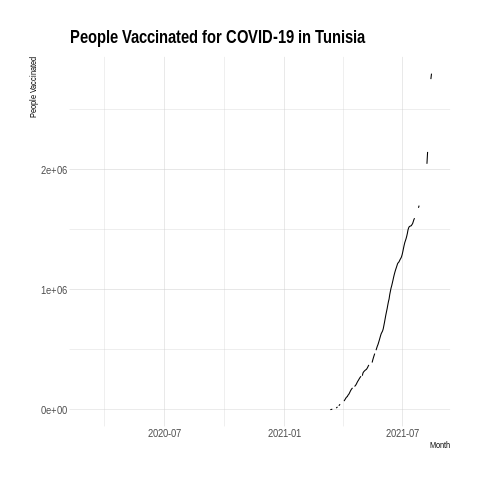 People Vaccinated for COVID-19 in Tunisia
People Vaccinated
2e+06
1e+06
0e+00
2020-07 2021-01 2021-07
Month